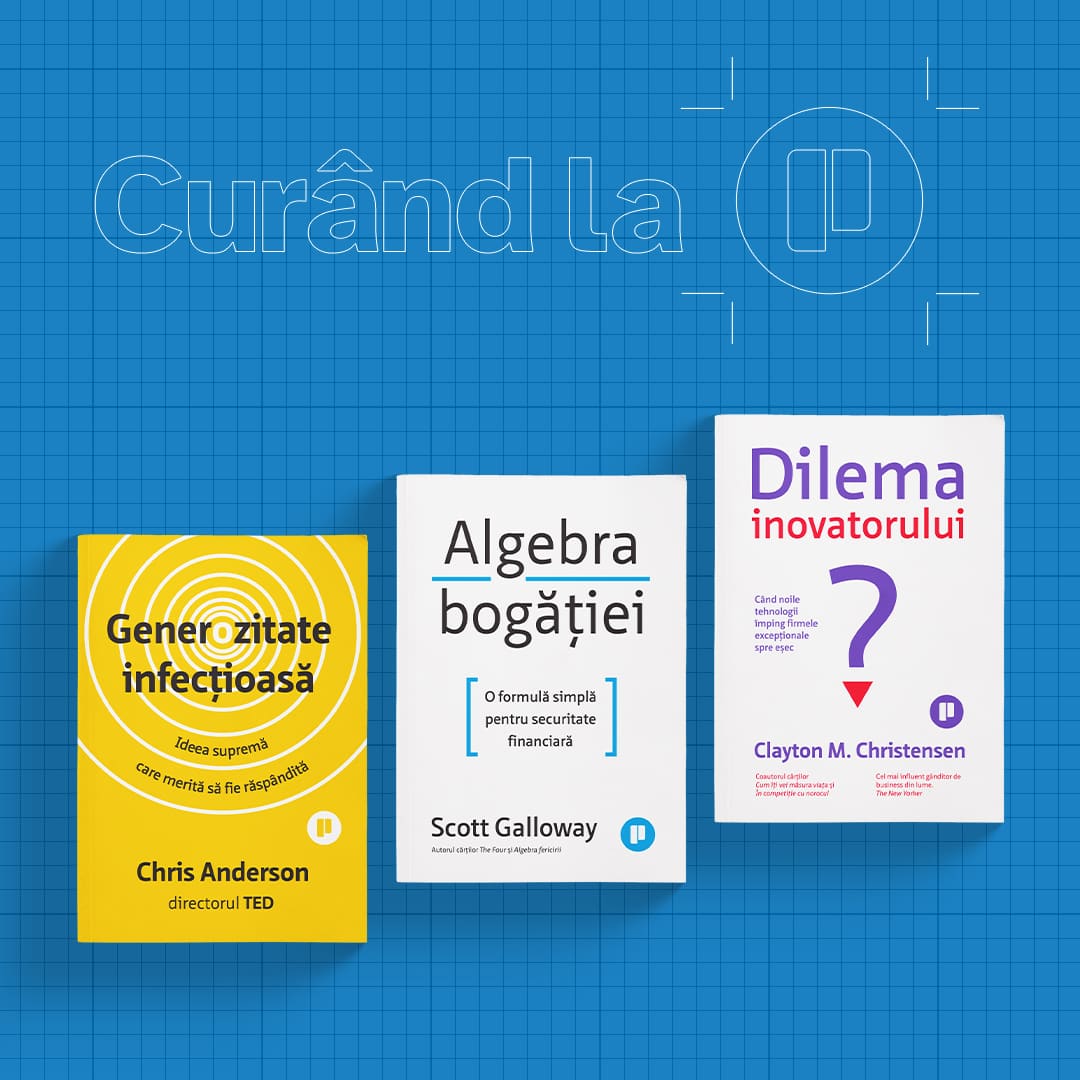 Curând la
Generozitate
infecțioasă
Ideea supremă
care merită să fie răspândită
Chris Anderson
directorul TED
Algebra
bogăției
O formulă simplă
pentru securitate
financiară
Scott Galloway
Autorul cărților The Four și Algebra fericirii
Dilema
inovatorului
Când noile
tehnologii
împing firmele
excepționale
spre eșec
Clayton M. Christensen
Coautorul cărților
Cum îți vei măsura viața și
În competiție cu norocul
Cel mai influent gânditor de
business din lume.
The New Yorker